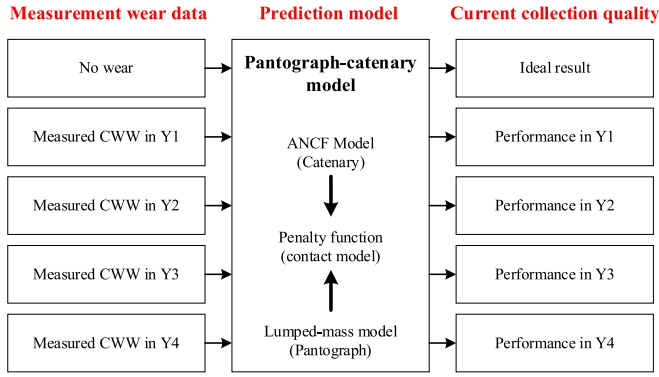 Measurement wear data
Prediction model
Current collection quality
No wear
Pantograph-catenary
model
Ideal result
Measured CWW in Y1
ANCF Model
(Catenary)
Performance in Y1
Measured CWW in Y2
Penalty function
(contact model)
Performance in Y2
Measured CWW in Y3
Performance in Y3
Measured CWW in Y4
Lumped-mass model
(Pantograph)
Performance in Y4